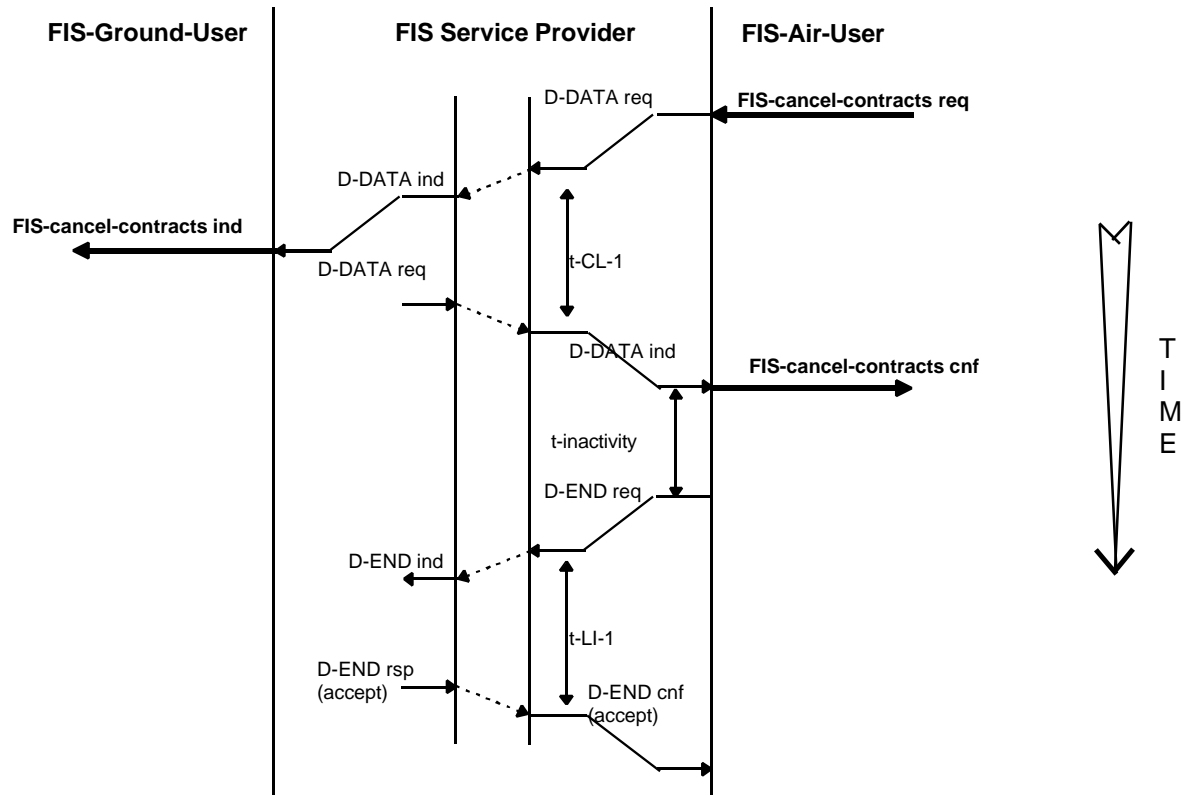 FIS-Ground-User
FIS Service Provider
FIS-Air-User
D-DATA req
FIS-cancel-contracts req
D-DATA ind
FIS-cancel-contracts ind
t-CL-1
D-DATA req
D-DATA ind
FIS-cancel-contracts cnf
T
I
M
E
t-inactivity
D-END req
D-END ind
t-LI-1
D-END rsp
(accept)
D-END cnf
(accept)